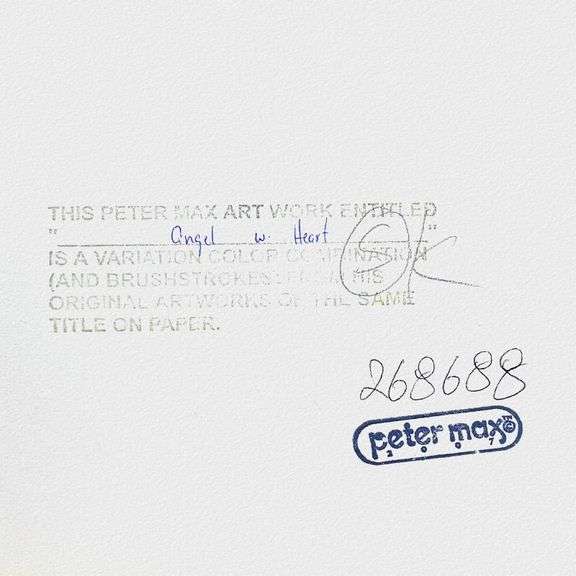 THIS PETER MAX ART WORK ENTITLED
" Angel w. Heart "
IS A VARIATION COLOR COMBINATION
(AND BRUSHSTROKES) FROM HIS
ORIGINAL ARTWORKS OF THE SAME
TITLE ON PAPER.
OK
268688
peter max ©